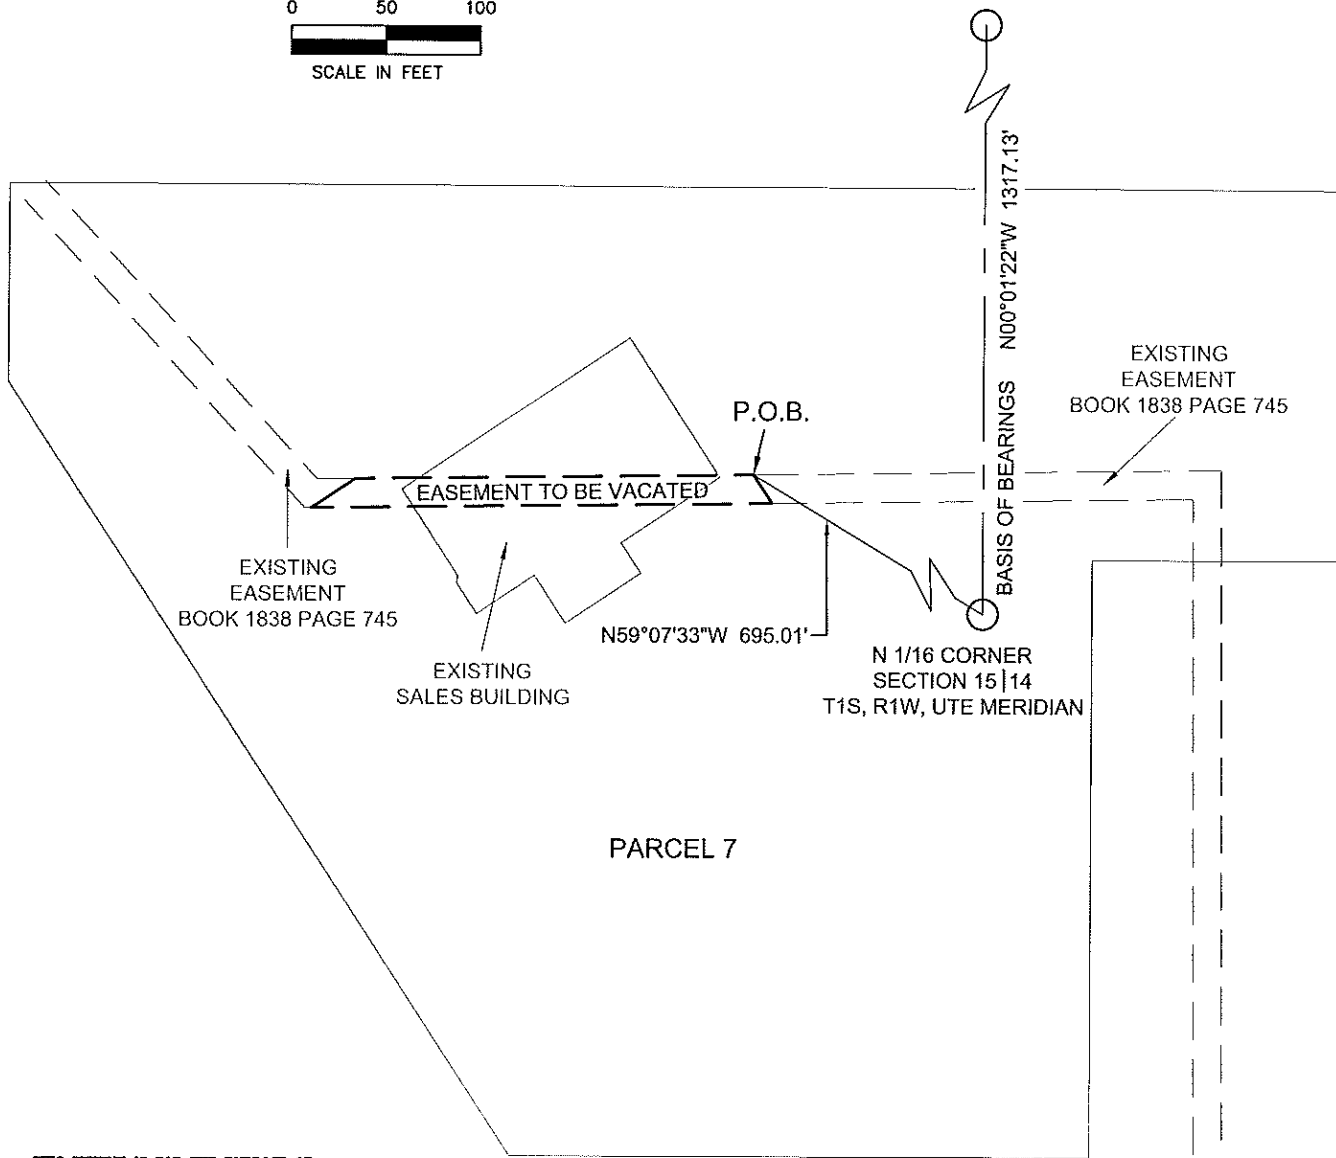 0 50 100
SCALE IN FEET
BASIS OF BEARINGS N00°01'22"W 1317.13'
P.O.B.
EXISTING
EASEMENT
BOOK 1838 PAGE 745
EASEMENT TO BE VACATED
EXISTING
EASEMENT
BOOK 1838 PAGE 745
N59°07'33"W 695.01'
EXISTING
SALES BUILDING
N 1/16 CORNER
SECTION 15|14
T1S, R1W, UTE MERIDIAN
PARCEL 7